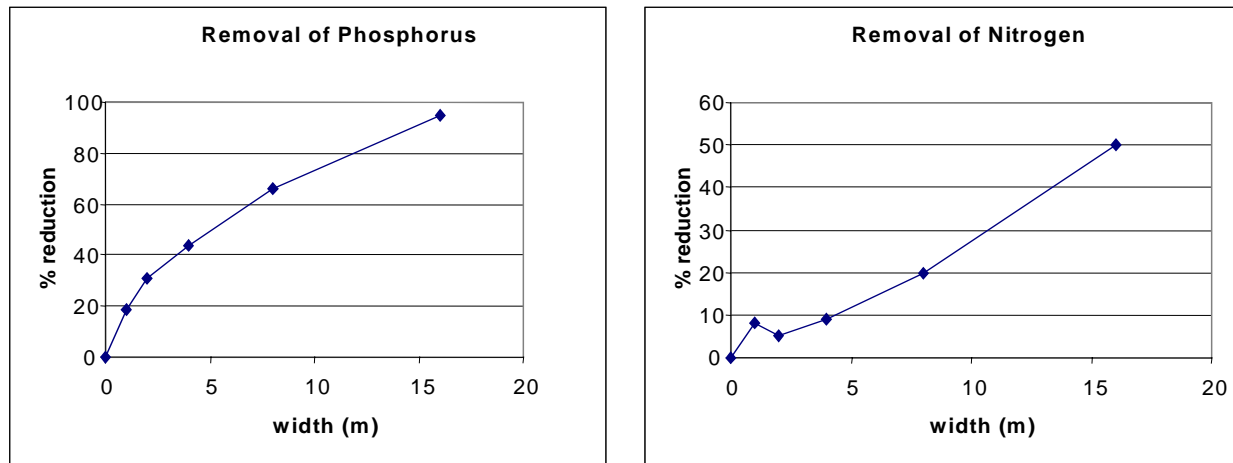 Removal of Phosphorus
100
80
60
40
20
0
% reduction
0 5 10 15 20
width (m)
Removal of Nitrogen
60
50
40
30
20
10
0
% reduction
0 5 10 15 20
width (m)